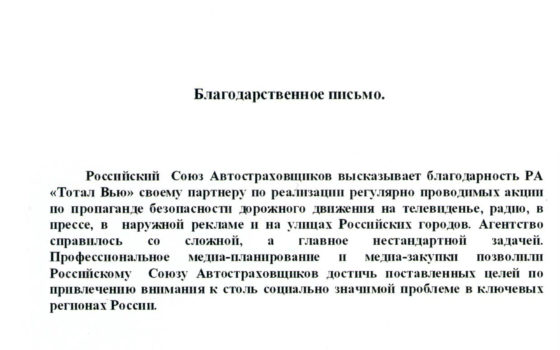 Благодарственное письмо.
Российский Союз Автостраховщиков высказывает благодарность РА
«Тотал Вью» своему партнеру по реализации регулярно проводимых акции
по пропаганде безопасности дорожного движения на телевиденье, радио, в
прессе, в наружной рекламе и на улицах Российских городов. Агентство
справилось со сложной, а главное нестандартной задачей.
Профессиональное медиа-планирование и медиа-закупки позволили
Российскому Союзу Автостраховщиков достичь поставленных целей по
привлечению внимания к столь социально значимой проблеме в ключевых
регионах России.